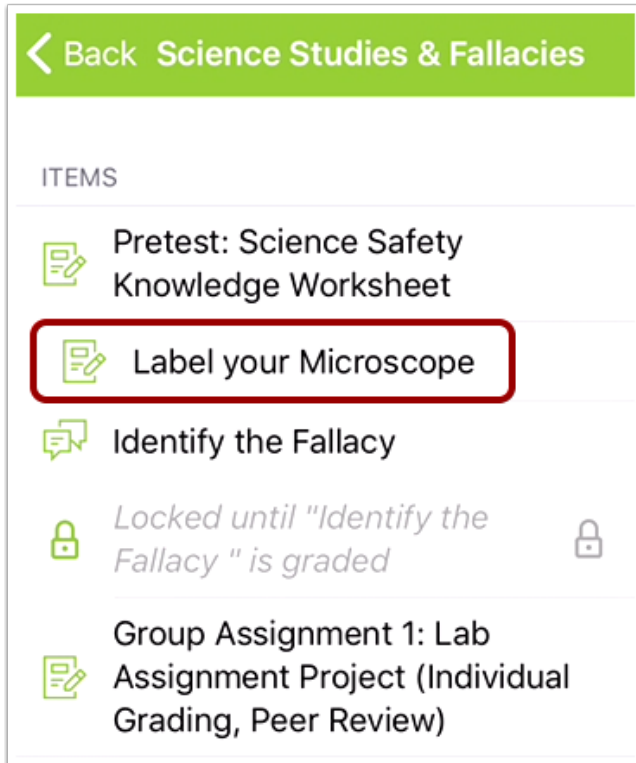 Back Science Studies & Fallacies
ITEMS
Pretest: Science Safety
Knowledge Worksheet
Label your Microscope
Identify the Fallacy
Locked until "Identify the
Fallacy " is graded
Group Assignment 1: Lab
Assignment Project (Individual
Grading, Peer Review)